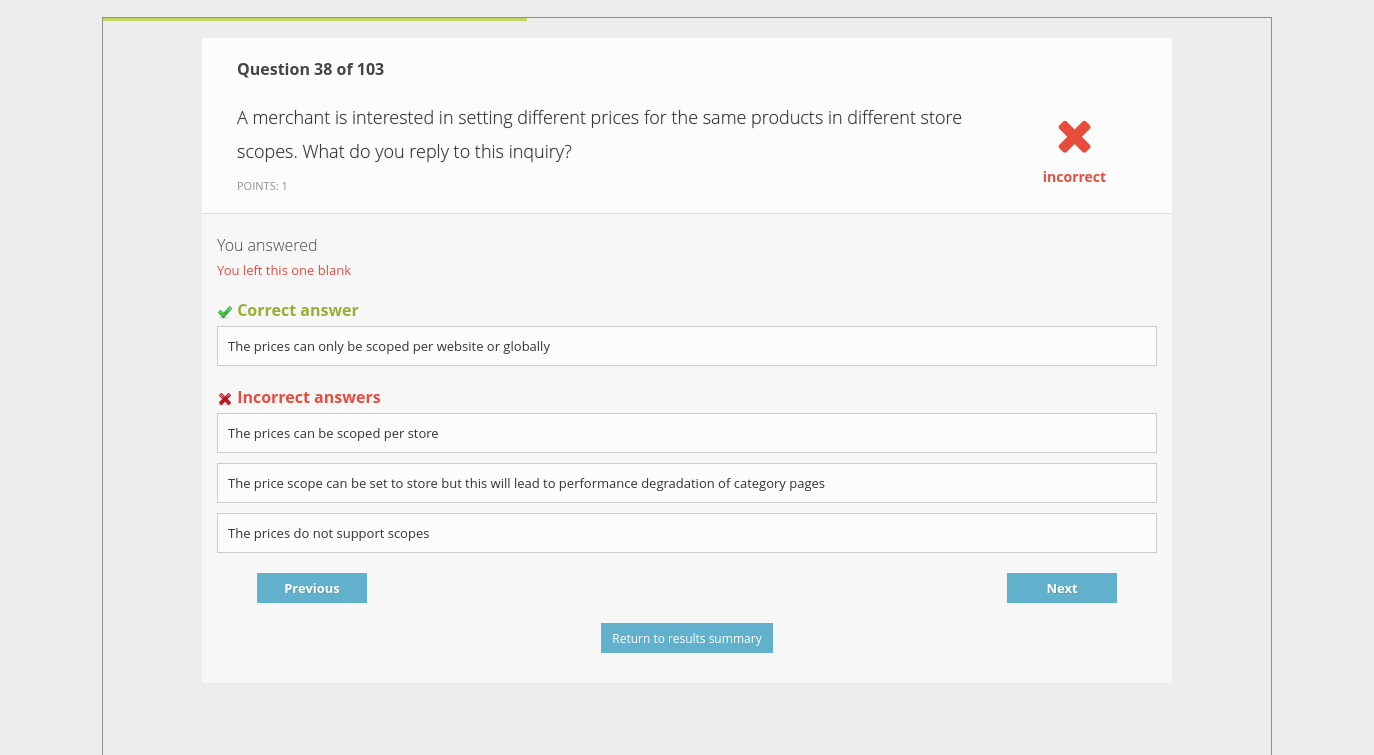 Question 38 of 103
A merchant is interested in setting different prices for the same products in different store
scopes. What do you reply to this inquiry?
POINTS: 1
incorrect
You answered
You left this one blank
Correct answer
The prices can only be scoped per website or globally
Incorrect answers
The prices can be scoped per store
The price scope can be set to store but this will lead to performance degradation of category pages
The prices do not support scopes
Previous
Next
Return to results summary